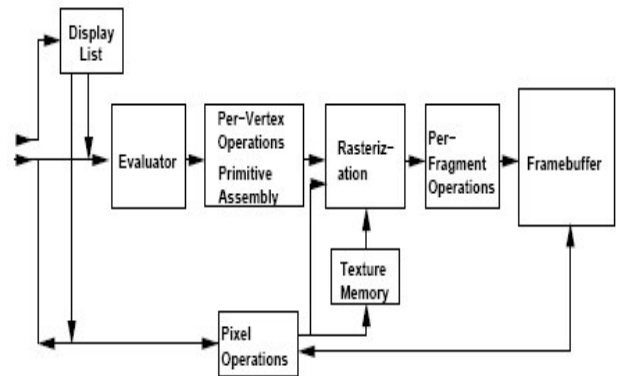 Display
List
Evaluator
Per-Vertex
Operations
Primitive
Assembly
Rasteriz-
ation
Per-
Fragment
Operations
Framebuffer
Texture
Memory
Pixel
Operations